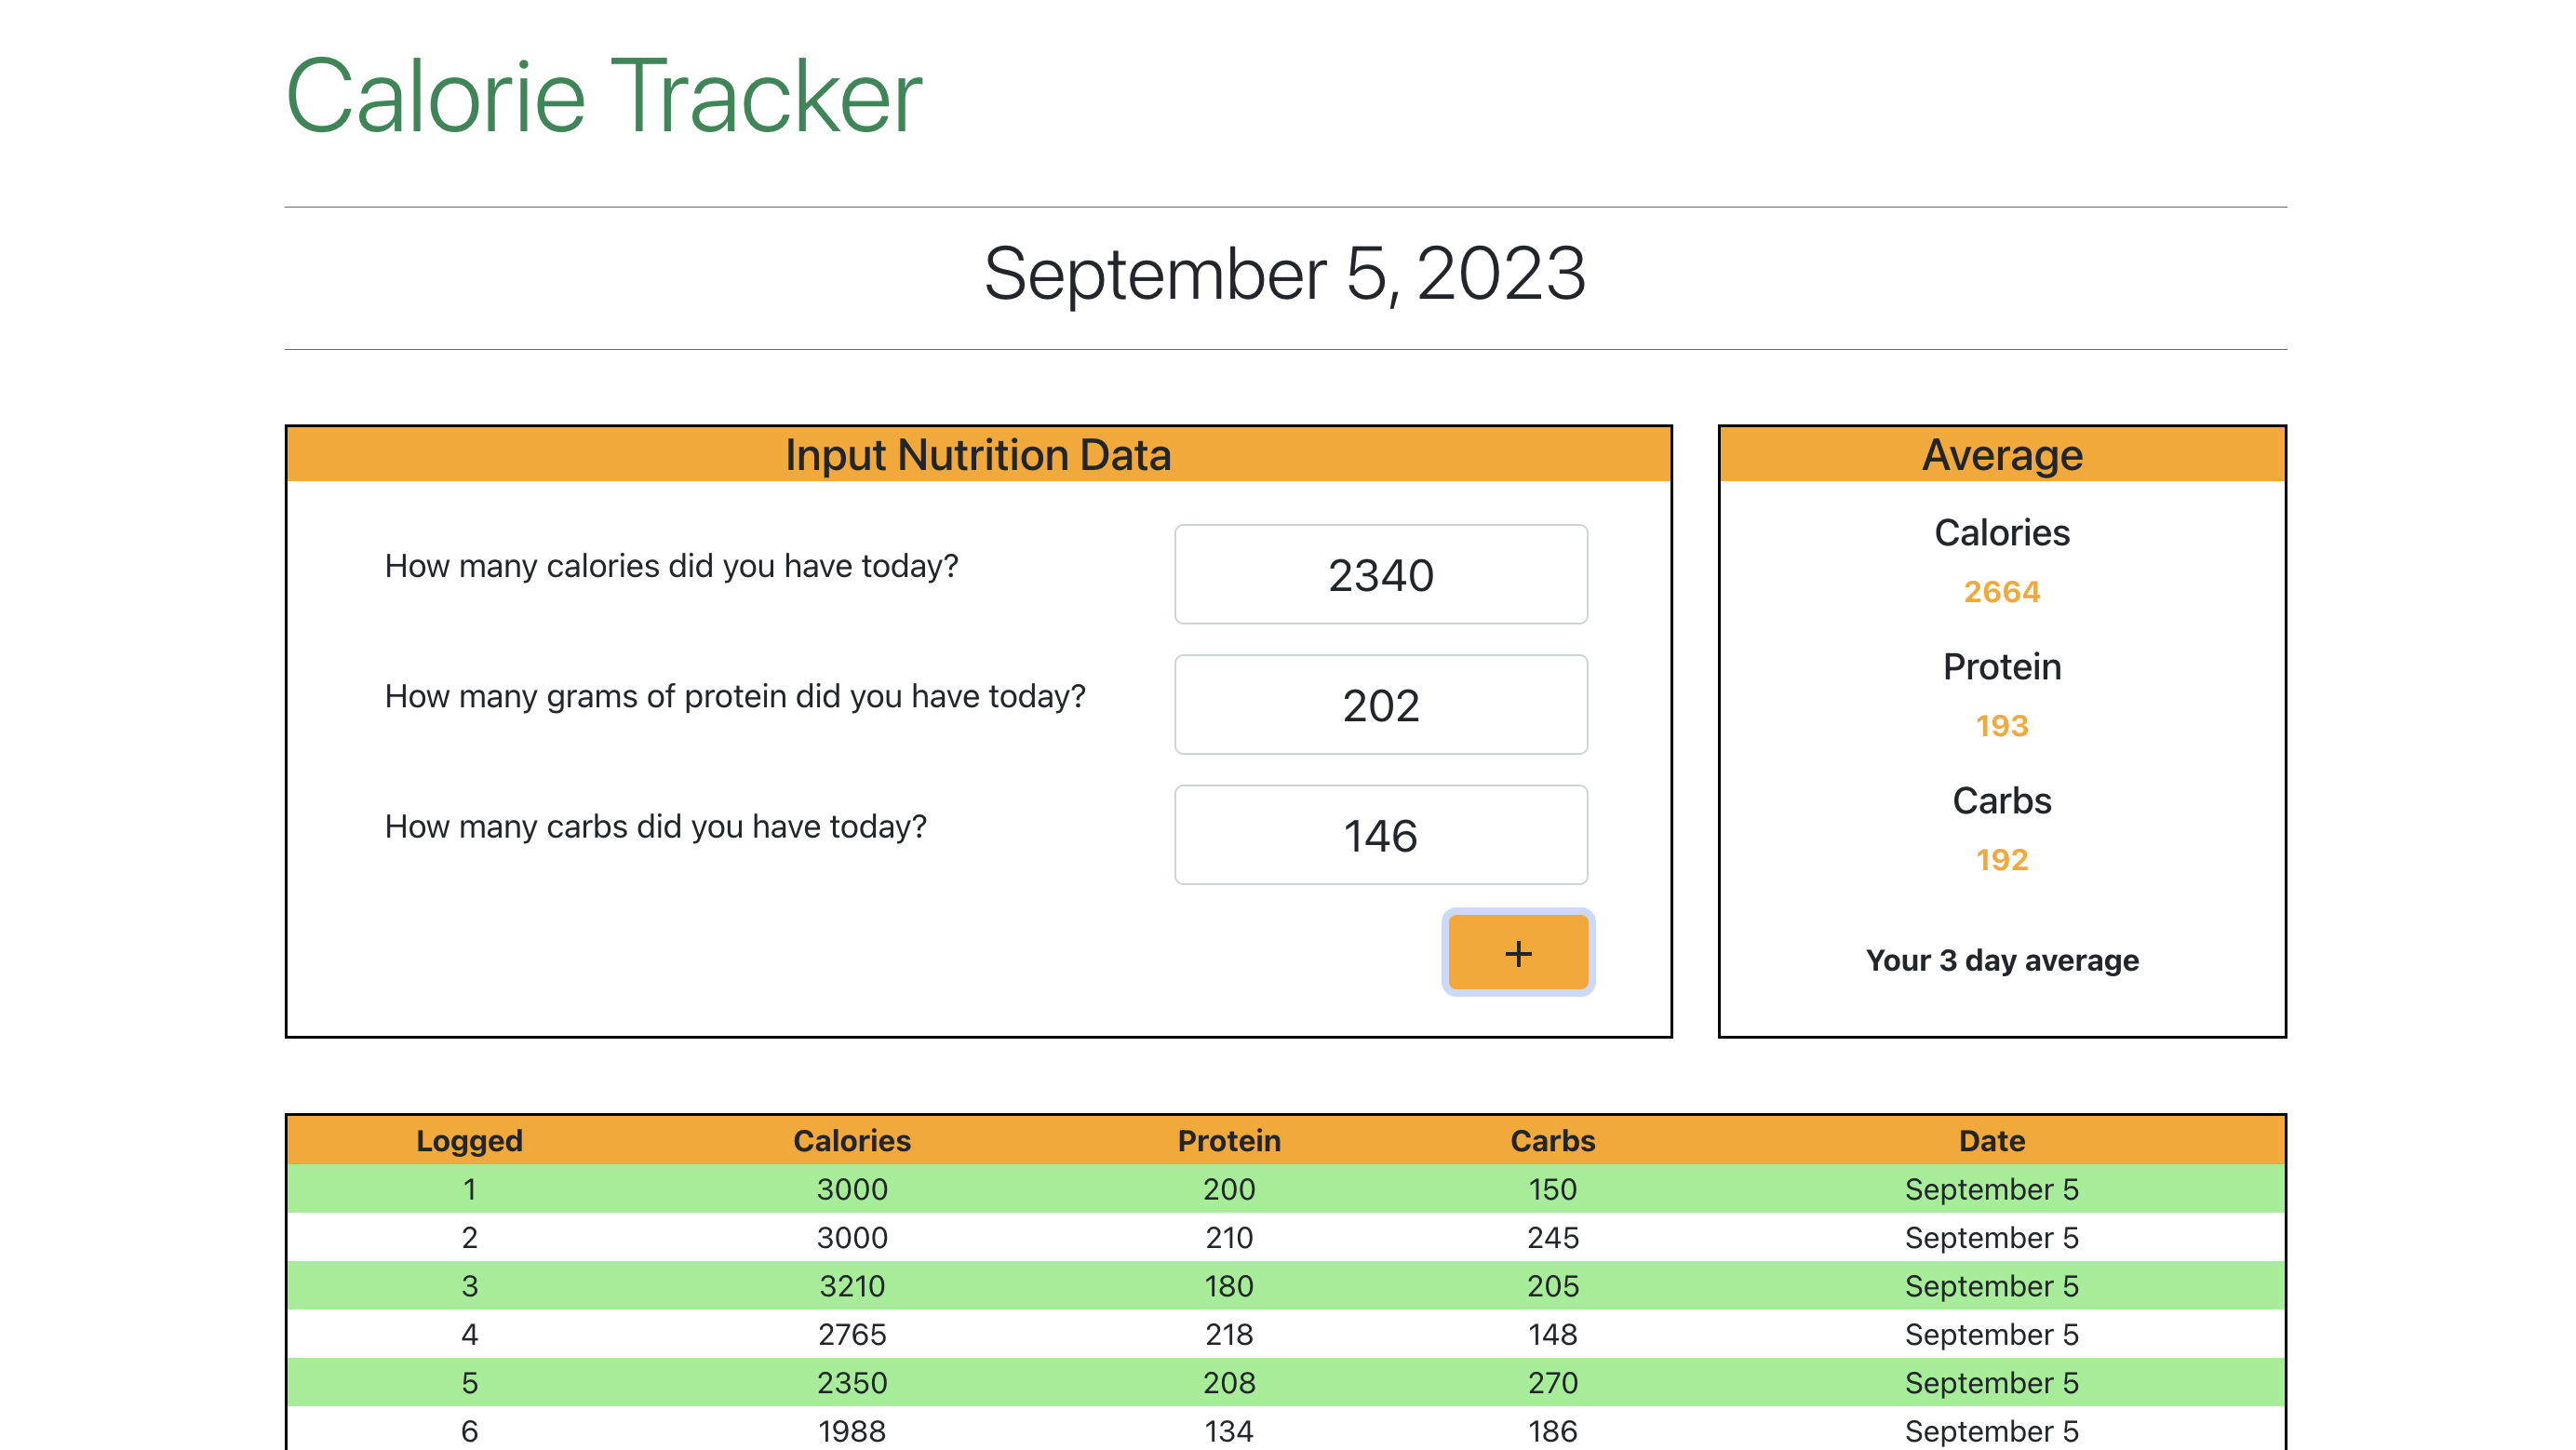 Calorie Tracker
September 5, 2023
Input Nutrition Data
How many calories did you have today? 2340
How many grams of protein did you have today? 202
How many carbs did you have today? 146
+
Average
Calories
2664
Protein
193
Carbs
192
Your 3 day average
Logged Calories Protein Carbs Date
1 3000 200 150 September 5
2 3000 210 245 September 5
3 3210 180 205 September 5
4 2765 218 148 September 5
5 2350 208 270 September 5
6 1988 134 186 September 5